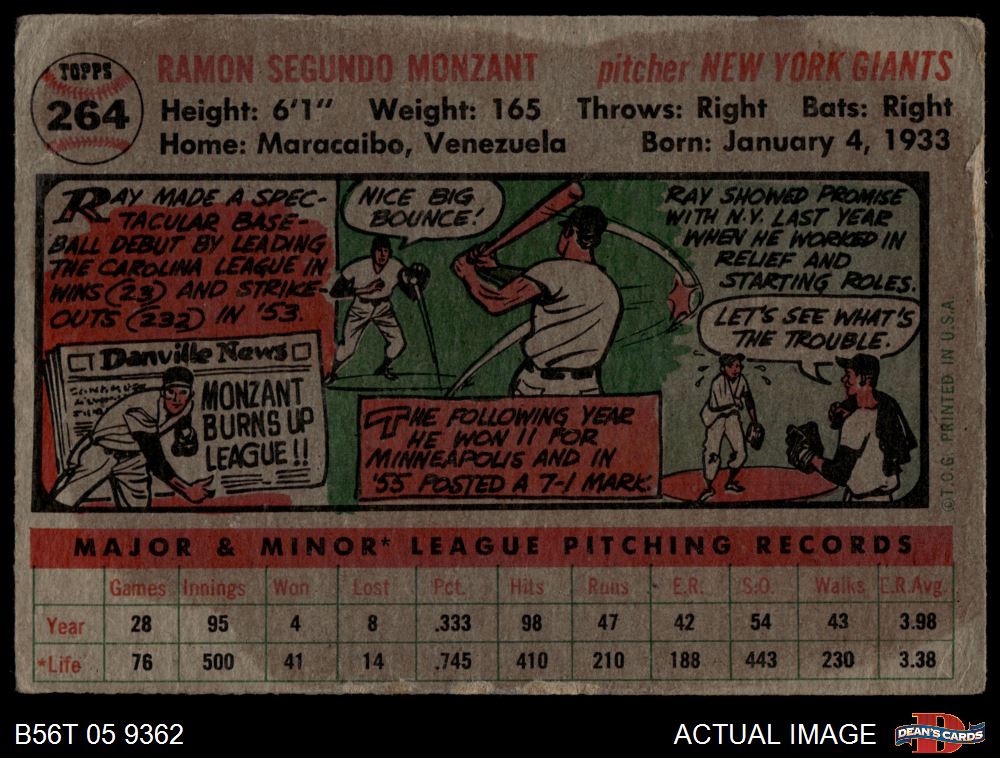 TOPPS
264
RAMON SEGUNDO MONZANT pitcher NEW YORK GIANTS
Height: 6'1" Weight: 165 Throws: Right Bats: Right
Home: Maracaibo, Venezuela Born: January 4, 1933
RAY MADE A SPEC-
TACULAR BASE-
BALL DEBUT BY LEADING
THE CAROLINA LEAGUE IN
WINS (23) AND STRIKE-
OUTS (232) IN '53.
Danville News
MONZANT
BURNS UP
LEAGUE!!
NICE BIG
BOUNCE!
THE FOLLOWING YEAR
HE WON 11 FOR
MINNEAPOLIS AND IN
'55 POSTED A 7-1 MARK.
RAY SHOWED PROMISE
WITH N.Y. LAST YEAR
WHEN HE WORKED IN
RELIEF AND
STARTING ROLES.
LET'S SEE WHAT'S
THE TROUBLE.
©T.C.G. PRINTED IN U.S.A.
MAJOR & MINOR* LEAGUE PITCHING RECORDS
Games Innings Won Lost Pct. Hits Runs E.R. S.O. Walks E.R.Avg.
Year 28 95 4 8 .333 98 47 42 54 43 3.98
*Life 76 500 41 14 .745 410 210 188 443 230 3.38
B56T 05 9362 ACTUAL IMAGE
D
DEAN'S CARDS